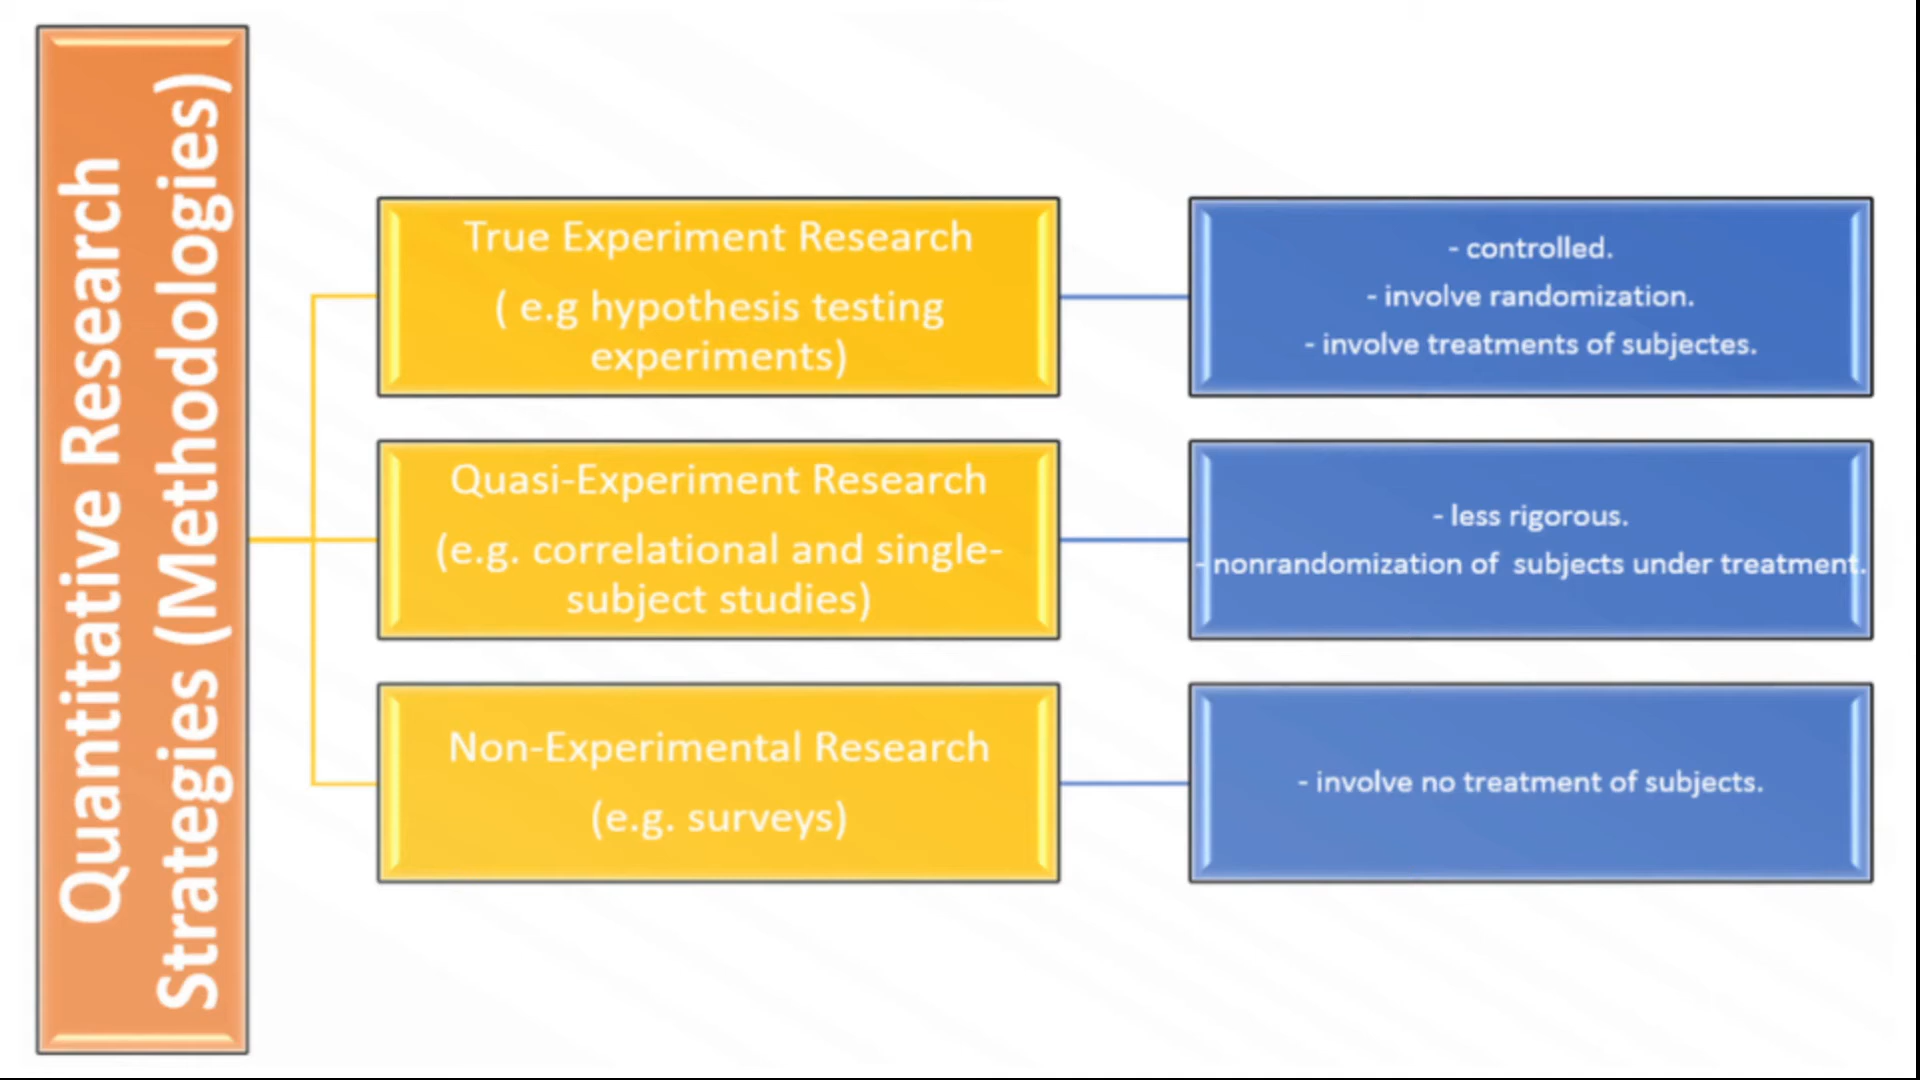 Quantitative Research
Strategies (Methodologies)
True Experiment Research
( e.g hypothesis testing
experiments)
- controlled.
- involve randomization.
- involve treatments of subjectes.
Quasi-Experiment Research
(e.g. correlational and single-
subject studies)
- less rigorous.
- nonrandomization of  subjects under treatment.
Non-Experimental Research
(e.g. surveys)
- involve no treatment of subjects.